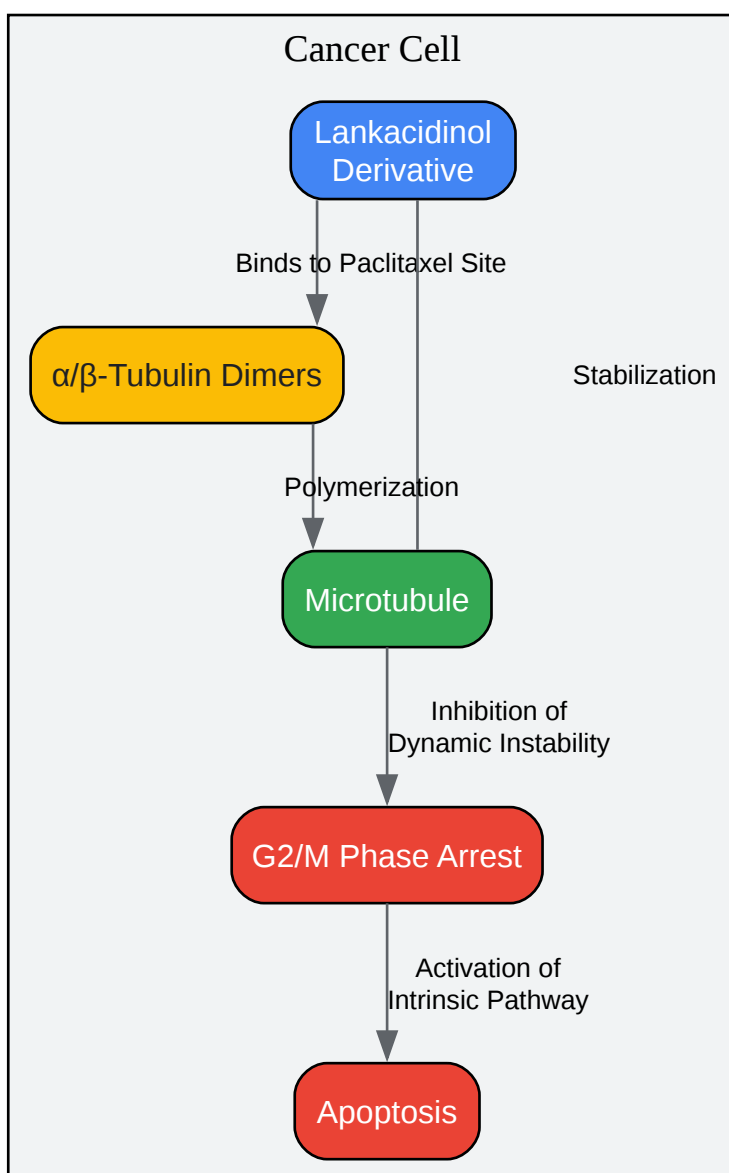 Cancer Cell
Lankacidinol
Derivative
Binds to Paclitaxel Site
α/β-Tubulin Dimers
Stabilization
Polymerization
Microtubule
Inhibition of
Dynamic Instability
G2/M Phase Arrest
Activation of
Intrinsic Pathway
Apoptosis